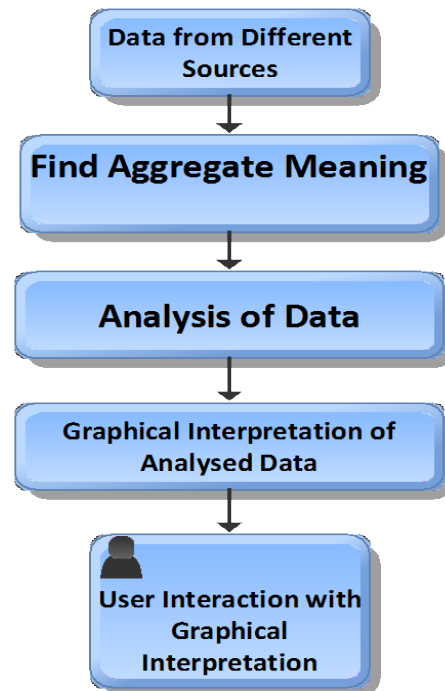 Data from Different
Sources
Find Aggregate Meaning
Analysis of Data
Graphical Interpretation of
Analysed Data
User Interaction with
Graphical
Interpretation